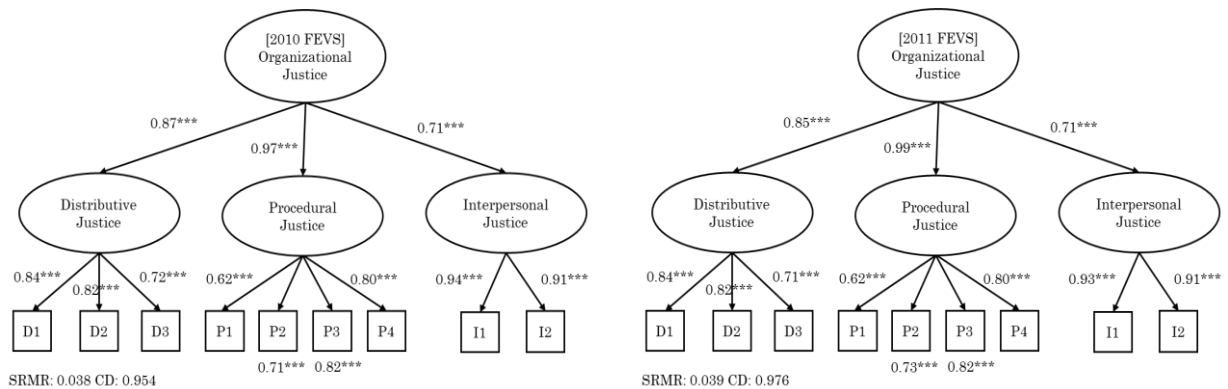 [2010 FEVS]
Organizational
Justice
0.87***
0.97***
0.71***
Distributive
Justice
Procedural
Justice
Interpersonal
Justice
0.84***
0.82***
0.72***
0.62***
0.80***
0.94***
0.91***
D1
D2
D3
P1
P2
P3
P4
I1
I2
0.71***
0.82***
SRMR: 0.038 CD: 0.954
[2011 FEVS]
Organizational
Justice
0.85***
0.99***
0.71***
Distributive
Justice
Procedural
Justice
Interpersonal
Justice
0.84***
0.82***
0.71***
0.62***
0.80***
0.93***
0.91***
D1
D2
D3
P1
P2
P3
P4
I1
I2
0.73***
0.82***
SRMR: 0.039 CD: 0.976